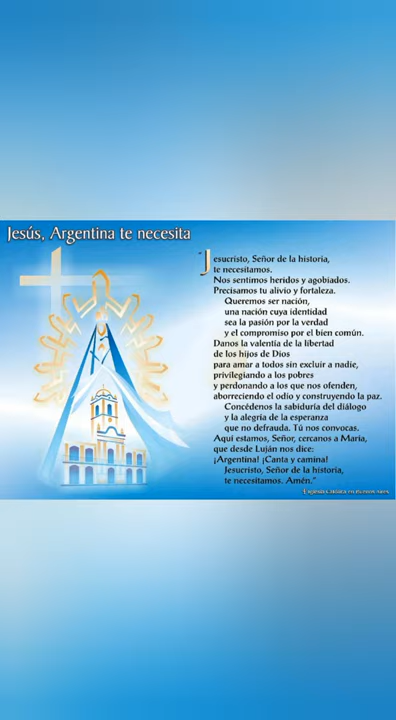 Jesús, Argentina te necesita
Jesucristo, Señor de la historia,
te necesitamos.
Nos sentimos heridos y agobiados.
Precisamos tu alivio y fortaleza.
Queremos ser nación,
una nación cuya identidad
sea la pasión por la verdad
y el compromiso por el bien común.
Danos la valentía de la libertad
de los hijos de Dios
para amar a todos sin excluir a nadie,
privilegiando a los pobres
y perdonando a los que nos ofenden,
aborreciendo el odio y construyendo la paz.
Concédenos la sabiduría del diálogo
y la alegría de la esperanza
que no defrauda. Tú nos convocas.
Aquí estamos, Señor, cercanos a María,
que desde Luján nos dice:
¡Argentina! ¡Canta y camina!
Jesucristo, Señor de la historia,
te necesitamos. Amén."